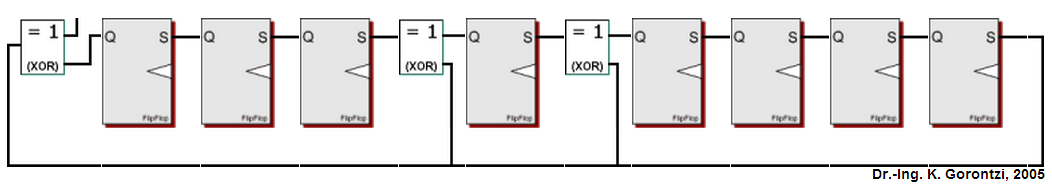 = 1 = 1 = 1
Q S Q S Q S Q S Q S Q S Q S Q S
(XOR) (XOR) (XOR)
FlipFlop FlipFlop FlipFlop FlipFlop FlipFlop FlipFlop FlipFlop FlipFlop
Dr.-Ing. K. Gorontzi, 2005